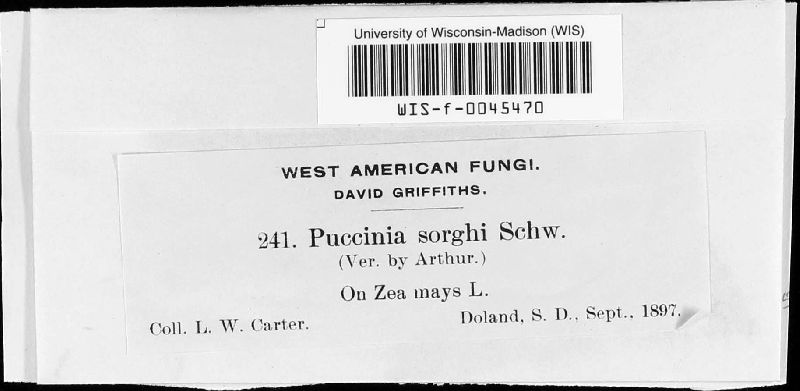 University of Wisconsin-Madison (WIS)
WIS-f-0045470
WEST AMERICAN FUNGI.
DAVID GRIFFITHS.
241. Puccinia sorghi Schw.
(Ver. by Arthur.)
On Zea mays L.
Coll. L. W. Carter.
Doland, S. D., Sept., 1897.